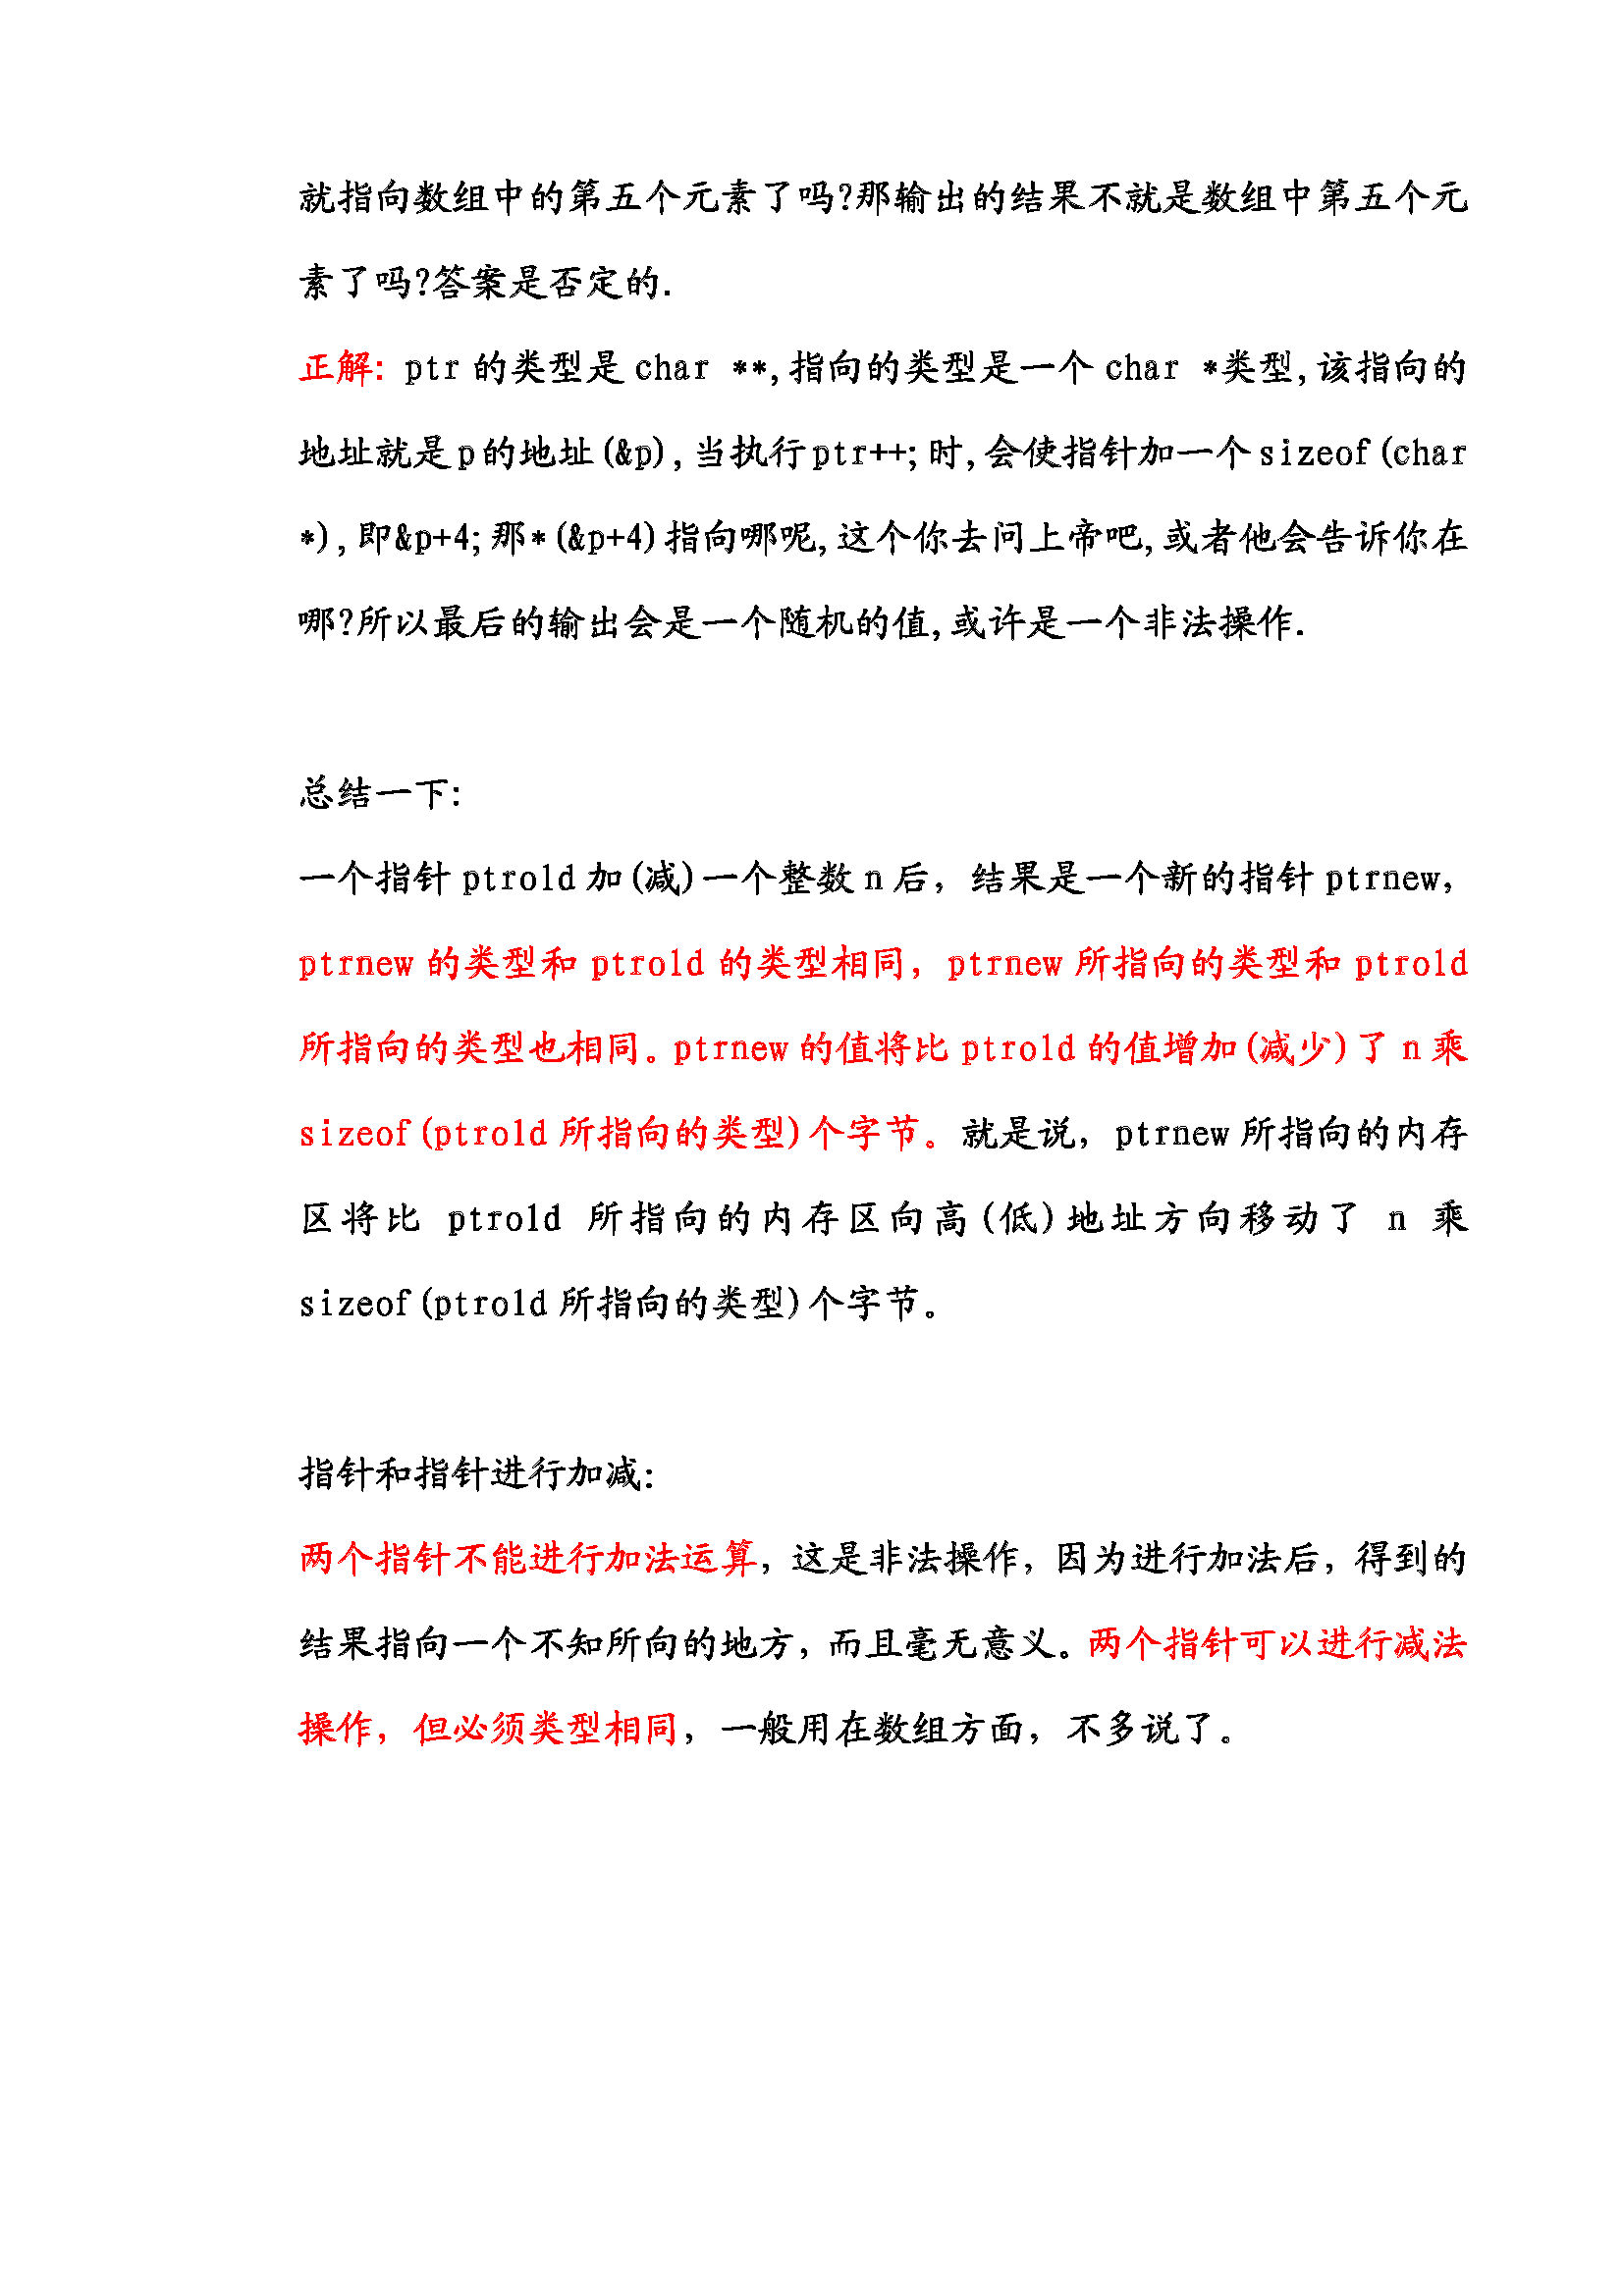 就指向数组中的第五个元素了吗?那输出的结果不就是数组中第五个元
素了吗?答案是否定的.
正解: ptr 的类型是 char **,指向的类型是一个 char *类型,该指向的
地址就是 p 的地址(&p),当执行 ptr++;时,会使指针加一个 sizeof(char
*),即&p+4;那*(&p+4)指向哪呢,这个你去问上帝吧,或者他会告诉你在
哪?所以最后的输出会是一个随机的值,或许是一个非法操作.
总结一下:
一个指针 ptrold 加(减)一个整数 n 后，结果是一个新的指针 ptrnew，
ptrnew 的类型和 ptrold 的类型相同，ptrnew 所指向的类型和 ptrold
所指向的类型也相同。ptrnew 的值将比 ptrold 的值增加(减少)了 n 乘
sizeof(ptrold 所指向的类型)个字节。就是说，ptrnew 所指向的内存
区将比 ptrold 所指向的内存区向高(低)地址方向移动了 n 乘
sizeof(ptrold 所指向的类型)个字节。
指针和指针进行加减:
两个指针不能进行加法运算，这是非法操作，因为进行加法后，得到的
结果指向一个不知所向的地方，而且毫无意义。两个指针可以进行减法
操作，但必须类型相同，一般用在数组方面，不多说了。